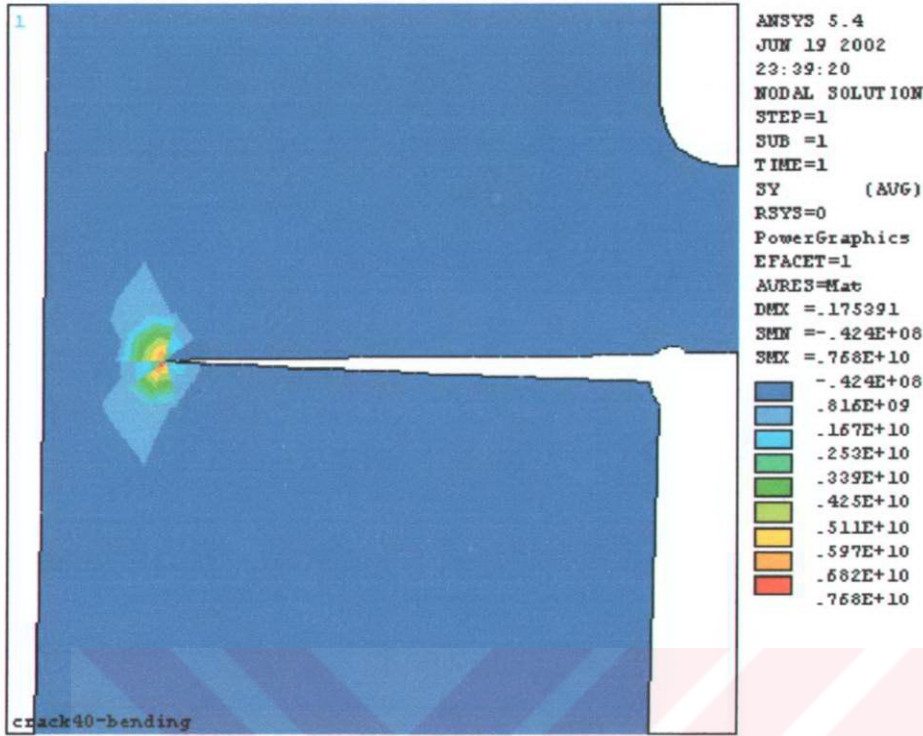 1
ANSYS 5.4
JUN 19 2002
23:39:20
NODAL SOLUTION
STEP=1
SUB =1
TIME=1
SY (AVG)
RSYS=0
PowerGraphics
EFACET=1
AVRES=Mat
DMX =.175391
SMN =-.424E+08
SMX =.768E+10
-.424E+08
.816E+09
.167E+10
.253E+10
.339E+10
.425E+10
.511E+10
.597E+10
.682E+10
.768E+10
crack40-bending